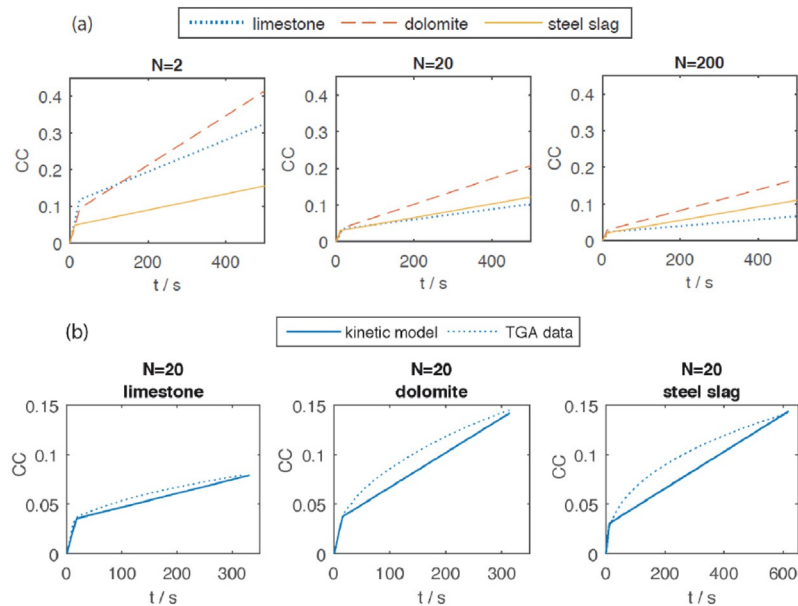 (a)
limestone dolomite steel slag
N=2 N=20 N=200
CC CC CC
0.4 0.4 0.4
0.3 0.3 0.3
0.2 0.2 0.2
0.1 0.1 0.1
0 0 0
0 200 400 0 200 400 0 200 400
t / s t / s t / s
(b)
kinetic model TGA data
N=20 N=20 N=20
limestone dolomite steel slag
0.15 0.15 0.15
0.1 0.1 0.1
CC CC CC
0.05 0.05 0.05
0 0 0
0 100 200 300 0 100 200 300 0 200 400 600
t / s t / s t / s